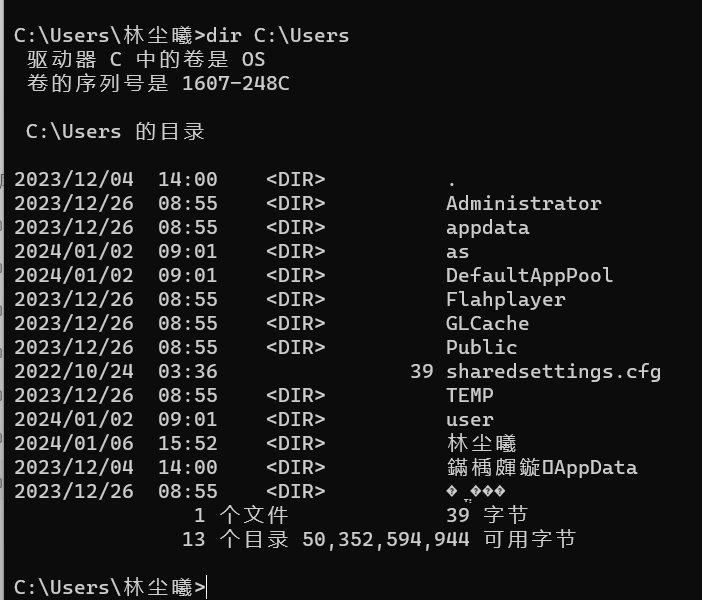 C:\Users\林尘曦>dir C:\Users
驱动器 C 中的卷是 OS
卷的序列号是 1607-248C
C:\Users 的目录
2023/12/04  14:00    <DIR>          .
2023/12/26  08:55    <DIR>          Administrator
2023/12/26  08:55    <DIR>          appdata
2024/01/02  09:01    <DIR>          as
2024/01/02  09:01    <DIR>          DefaultAppPool
2023/12/26  08:55    <DIR>          Flahplayer
2023/12/26  08:55    <DIR>          GLCache
2023/12/26  08:55    <DIR>          Public
2022/10/24  03:36                39 sharedsettings.cfg
2023/12/26  08:55    <DIR>          TEMP
2024/01/02  09:01    <DIR>          user
2024/01/06  15:52    <DIR>          林尘曦
2023/12/04  14:00    <DIR>          AppData
2023/12/26  08:55    <DIR>
1 个文件             39 字节
13 个目录 50,352,594,944 可用字节
C:\Users\林尘曦>